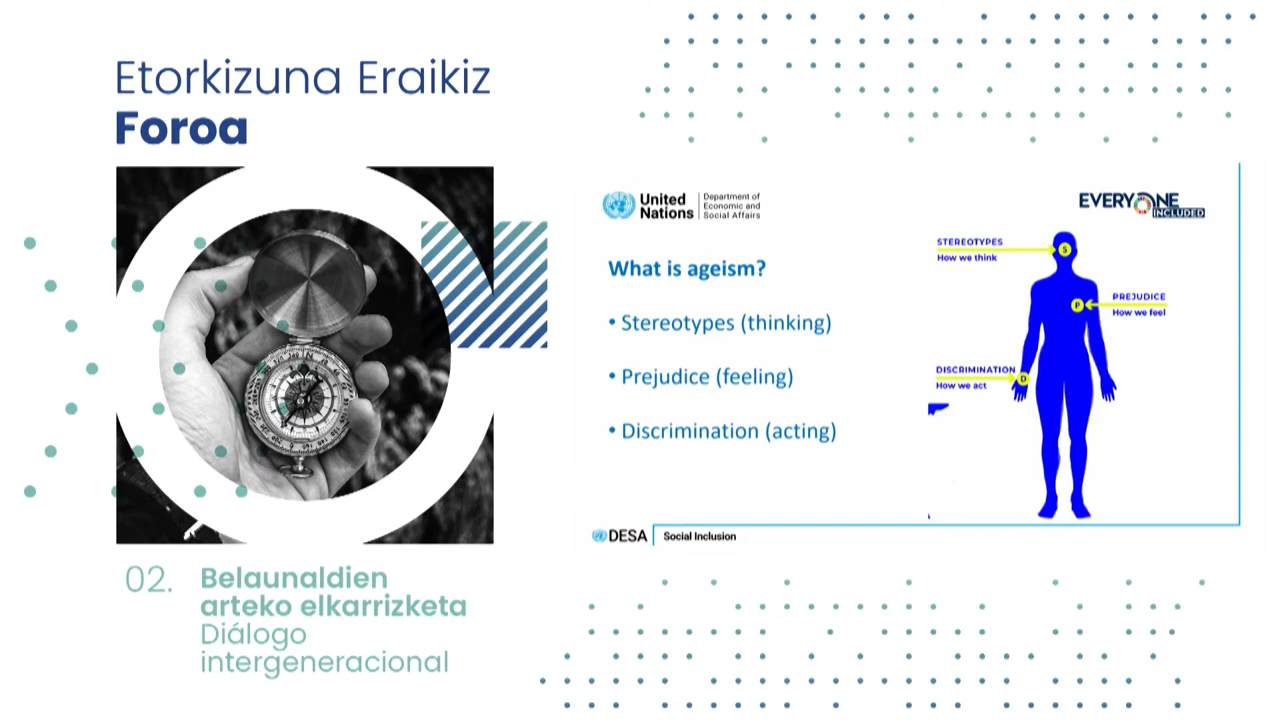 Etorkizuna Eraikiz
Foroa
02.
Belaunaldien
arteko elkarrizketa
Diálogo
intergeneracional
United
Nations
Department of
Economic and
Social Affairs
EVERYONE
INCLUDED
What is ageism?
• Stereotypes (thinking)
• Prejudice (feeling)
• Discrimination (acting)
STEREOTYPES
How we think
S
PREJUDICE
How we feel
P
DISCRIMINATION
How we act
D
DESA
Social Inclusion